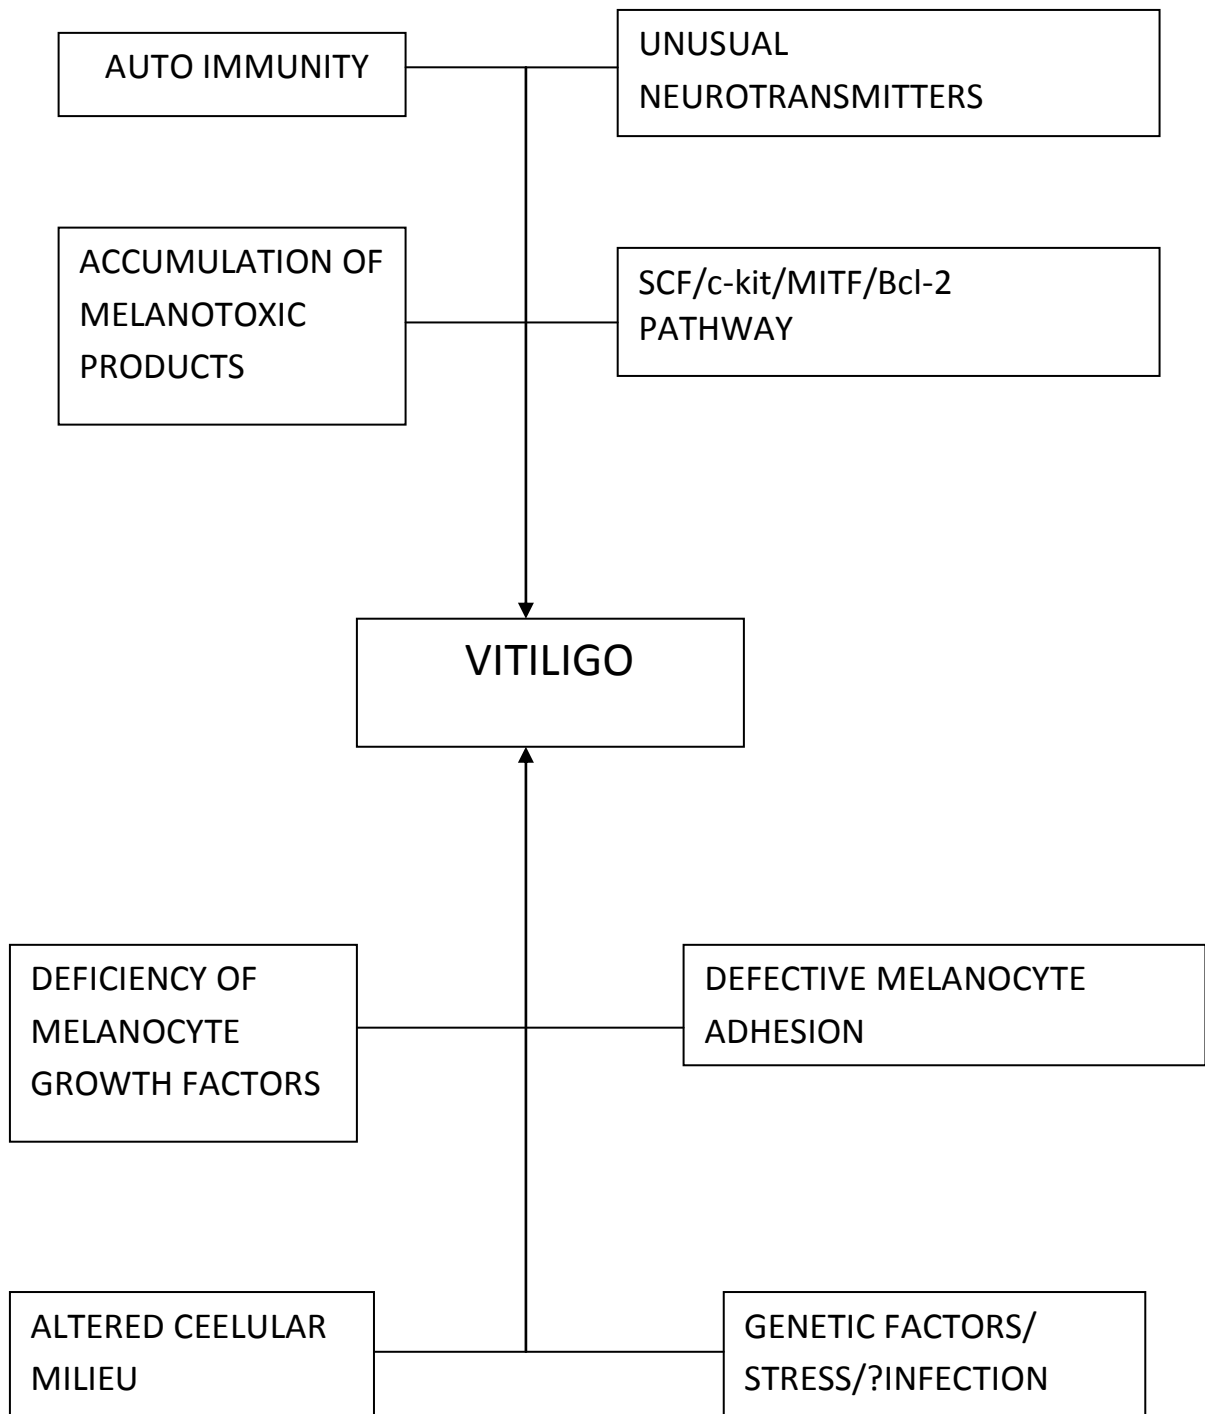 AUTO IMMUNITY
UNUSUAL
NEUROTRANSMITTERS
ACCUMULATION OF
MELANOTOXIC
PRODUCTS
SCF/c-kit/MITF/Bcl-2
PATHWAY
VITILIGO
DEFICIENCY OF
MELANOCYTE
GROWTH FACTORS
DEFECTIVE MELANOCYTE
ADHESION
ALTERED CEELULAR
MILIEU
GENETIC FACTORS/
STRESS/?INFECTION